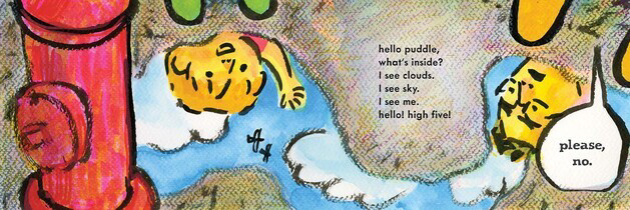 hello puddle,
what's inside?
I see clouds.
I see sky.
I see me.
hello! high five!
please,
no.